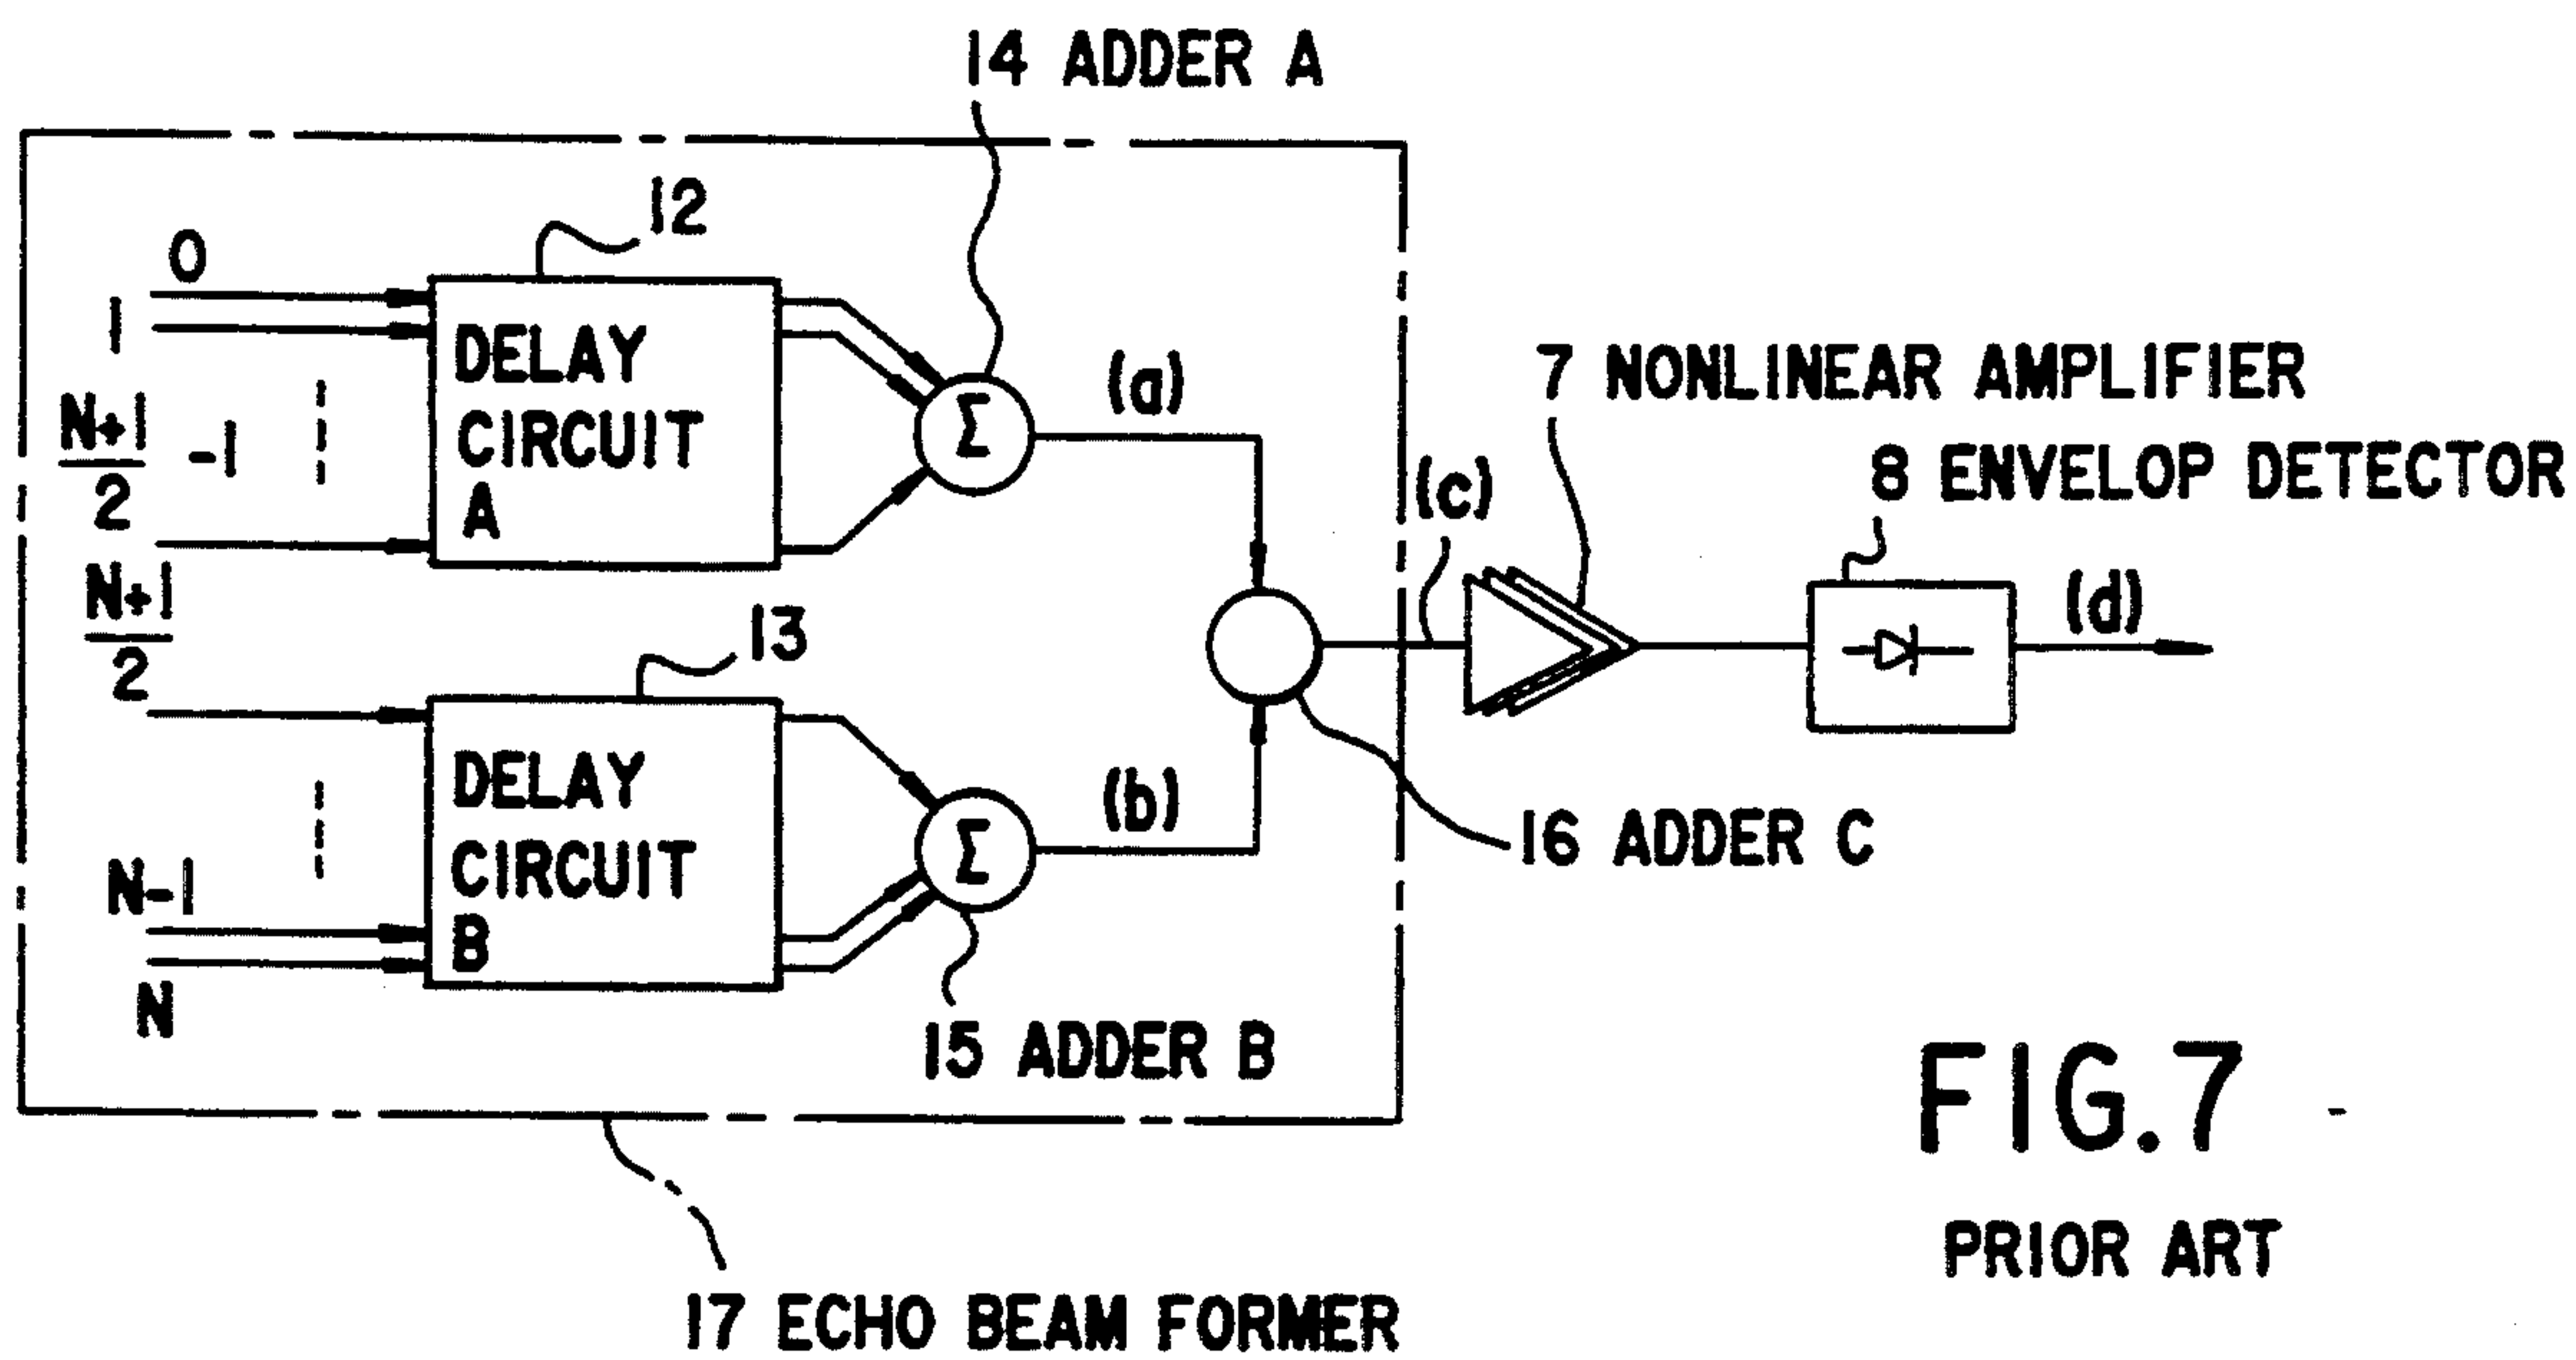 14 ADDER A
12
0
1
N+1
2
-1
DELAY
CIRCUIT
A
Σ
(a)
7 NONLINEAR AMPLIFIER
8 ENVELOP DETECTOR
(c)
(d)
N+1
2
13
DELAY
CIRCUIT
B
Σ
(b)
16 ADDER C
N-1
N
15 ADDER B
17 ECHO BEAM FORMER
FIG.7
PRIOR ART